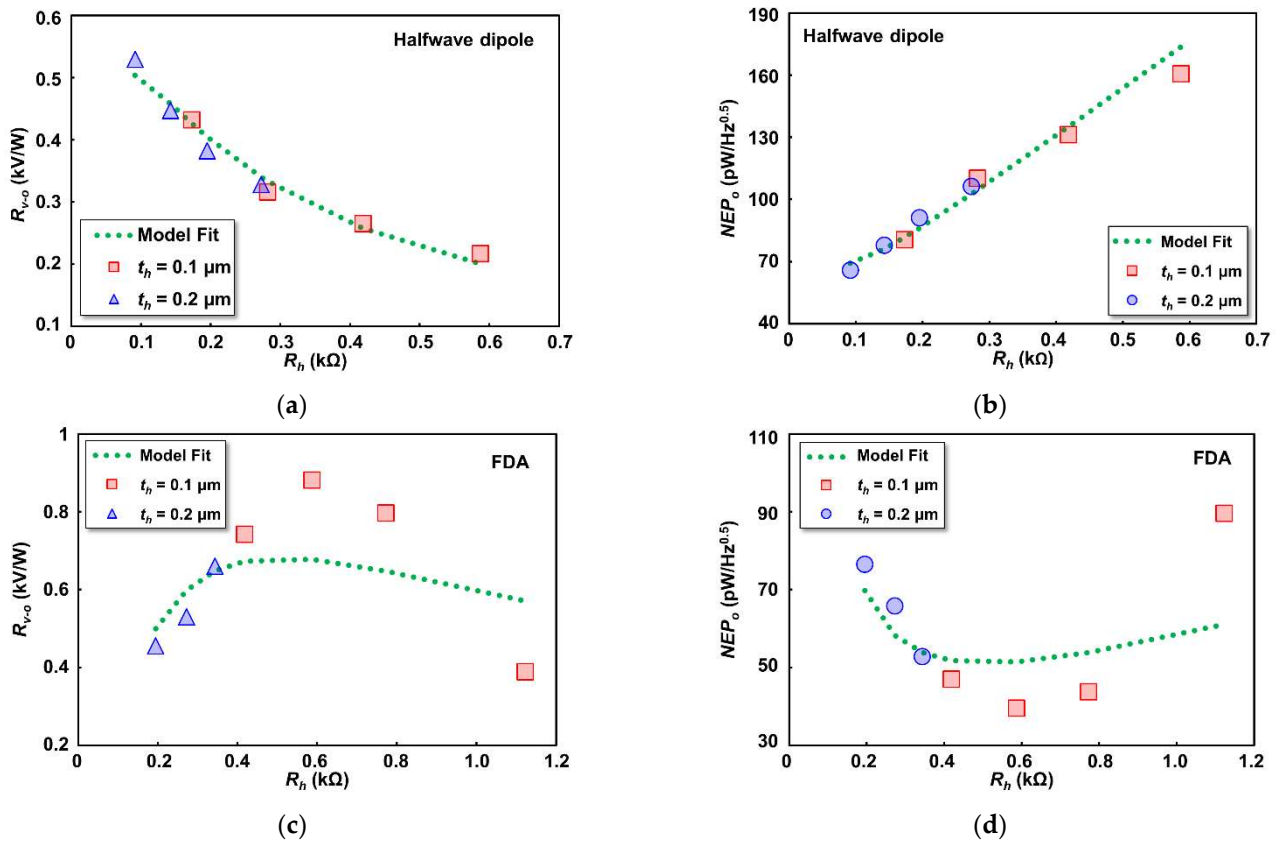 0.6
0.5
0.4
0.3
0.2
0.1
R_{v-o} (kV/W)
Halfwave dipole
Model Fit
t_h = 0.1 μm
t_h = 0.2 μm
0 0.1 0.2 0.3 0.4 0.5 0.6 0.7
R_h (kΩ)
(a)
190
160
130
100
70
40
NEP_o (pW/Hz^{0.5})
Halfwave dipole
Model Fit
t_h = 0.1 μm
t_h = 0.2 μm
0 0.1 0.2 0.3 0.4 0.5 0.6 0.7
R_h (kΩ)
(b)
1
0.8
0.6
0.4
0.2
R_{v-o} (kV/W)
Model Fit
t_h = 0.1 μm
t_h = 0.2 μm
FDA
0 0.2 0.4 0.6 0.8 1.0 1.2
R_h (kΩ)
(c)
110
90
70
50
30
NEP_o (pW/Hz^{0.5})
Model Fit
t_h = 0.1 μm
t_h = 0.2 μm
FDA
0 0.2 0.4 0.6 0.8 1.0 1.2
R_h (kΩ)
(d)